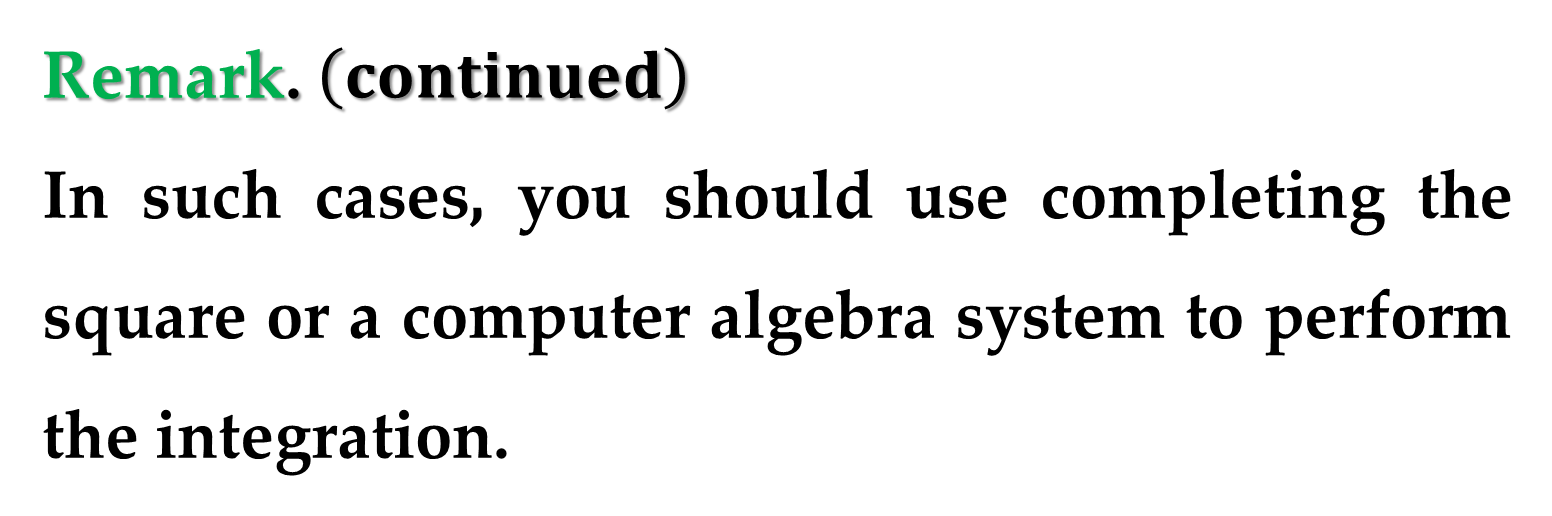 Remark. (continued)
In such cases, you should use completing the
square or a computer algebra system to perform
the integration.